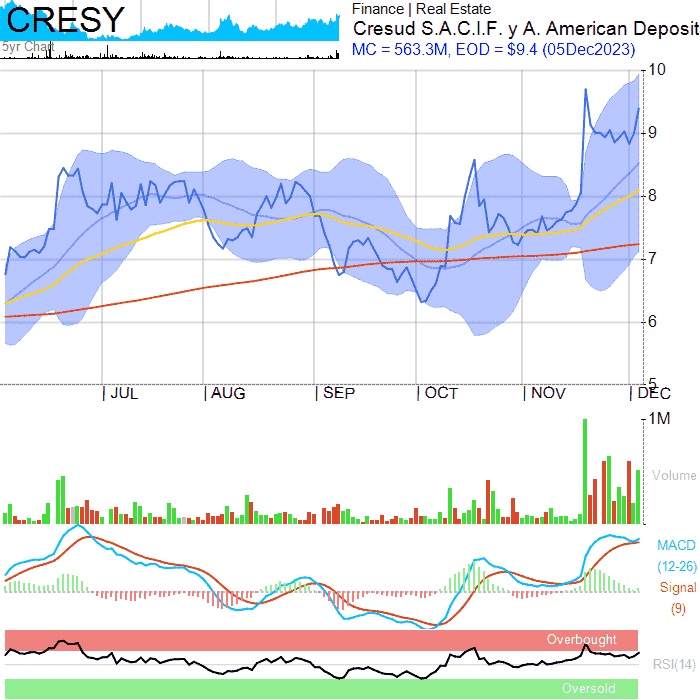 CRESY
5yr Chart
Finance | Real Estate
Cresud S.A.C.I.F. y A. American Deposit
MC = 563.3M, EOD = $9.4 (05Dec2023)
10
9
8
7
6
5
JUL AUG SEP OCT NOV DEC
1M
Volume
MACD
(12-26)
Signal
(9)
Overbought
RSI(14)
Oversold